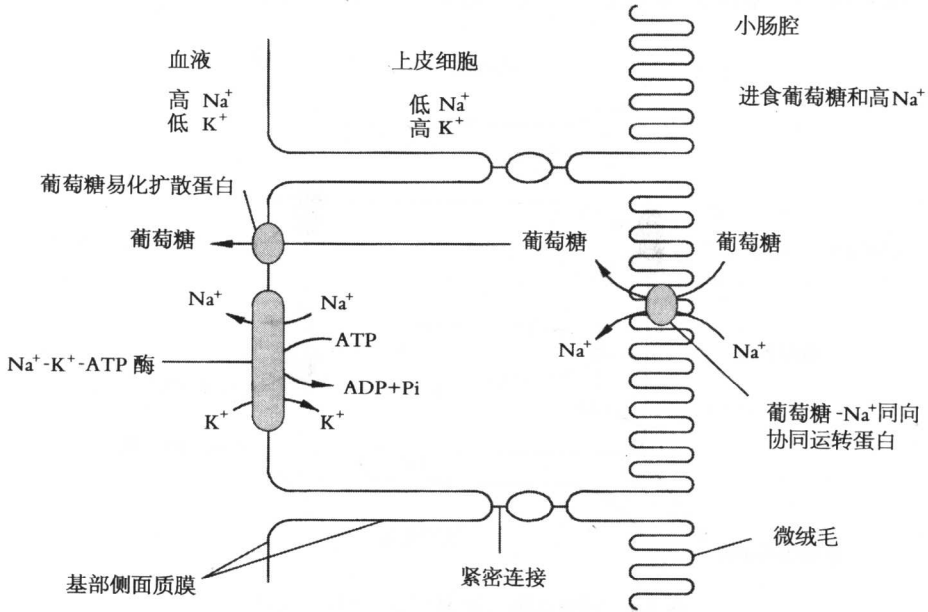 小肠腔
血液
上皮细胞
高 Na⁺
低 K⁺
低 Na⁺
高 K⁺
进食葡萄糖和高Na⁺
葡萄糖易化扩散蛋白
葡萄糖
葡萄糖
葡萄糖
Na⁺
Na⁺
ATP
Na⁺
Na⁺
Na⁺-K⁺-ATP 酶
ADP+Pi
K⁺
K⁺
葡萄糖-Na⁺同向
协同运转蛋白
微绒毛
基部侧面质膜
紧密连接